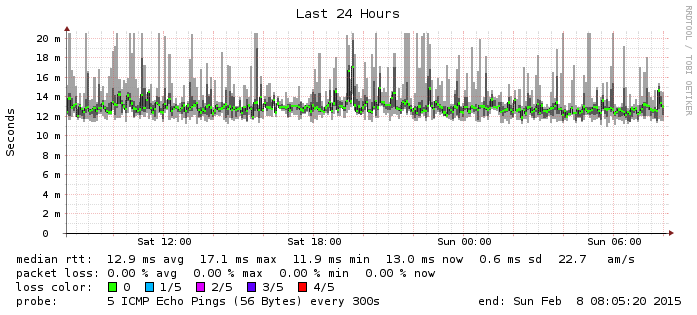 Last 24 Hours
RRDTOOL / TOBI OETIKER
Seconds
20 m
18 m
16 m
14 m
12 m
10 m
8 m
6 m
4 m
2 m
0
Sat 12:00 Sat 18:00 Sun 00:00 Sun 06:00
median rtt: 12.9 ms avg 17.1 ms max 11.9 ms min 13.0 ms now 0.6 ms sd 22.7 am/s
packet loss: 0.00 % avg 0.00 % max 0.00 % min 0.00 % now
loss color: 0 1/5 2/5 3/5 4/5
probe: 5 ICMP Echo Pings (56 Bytes) every 300s end: Sun Feb 8 08:05:20 2015